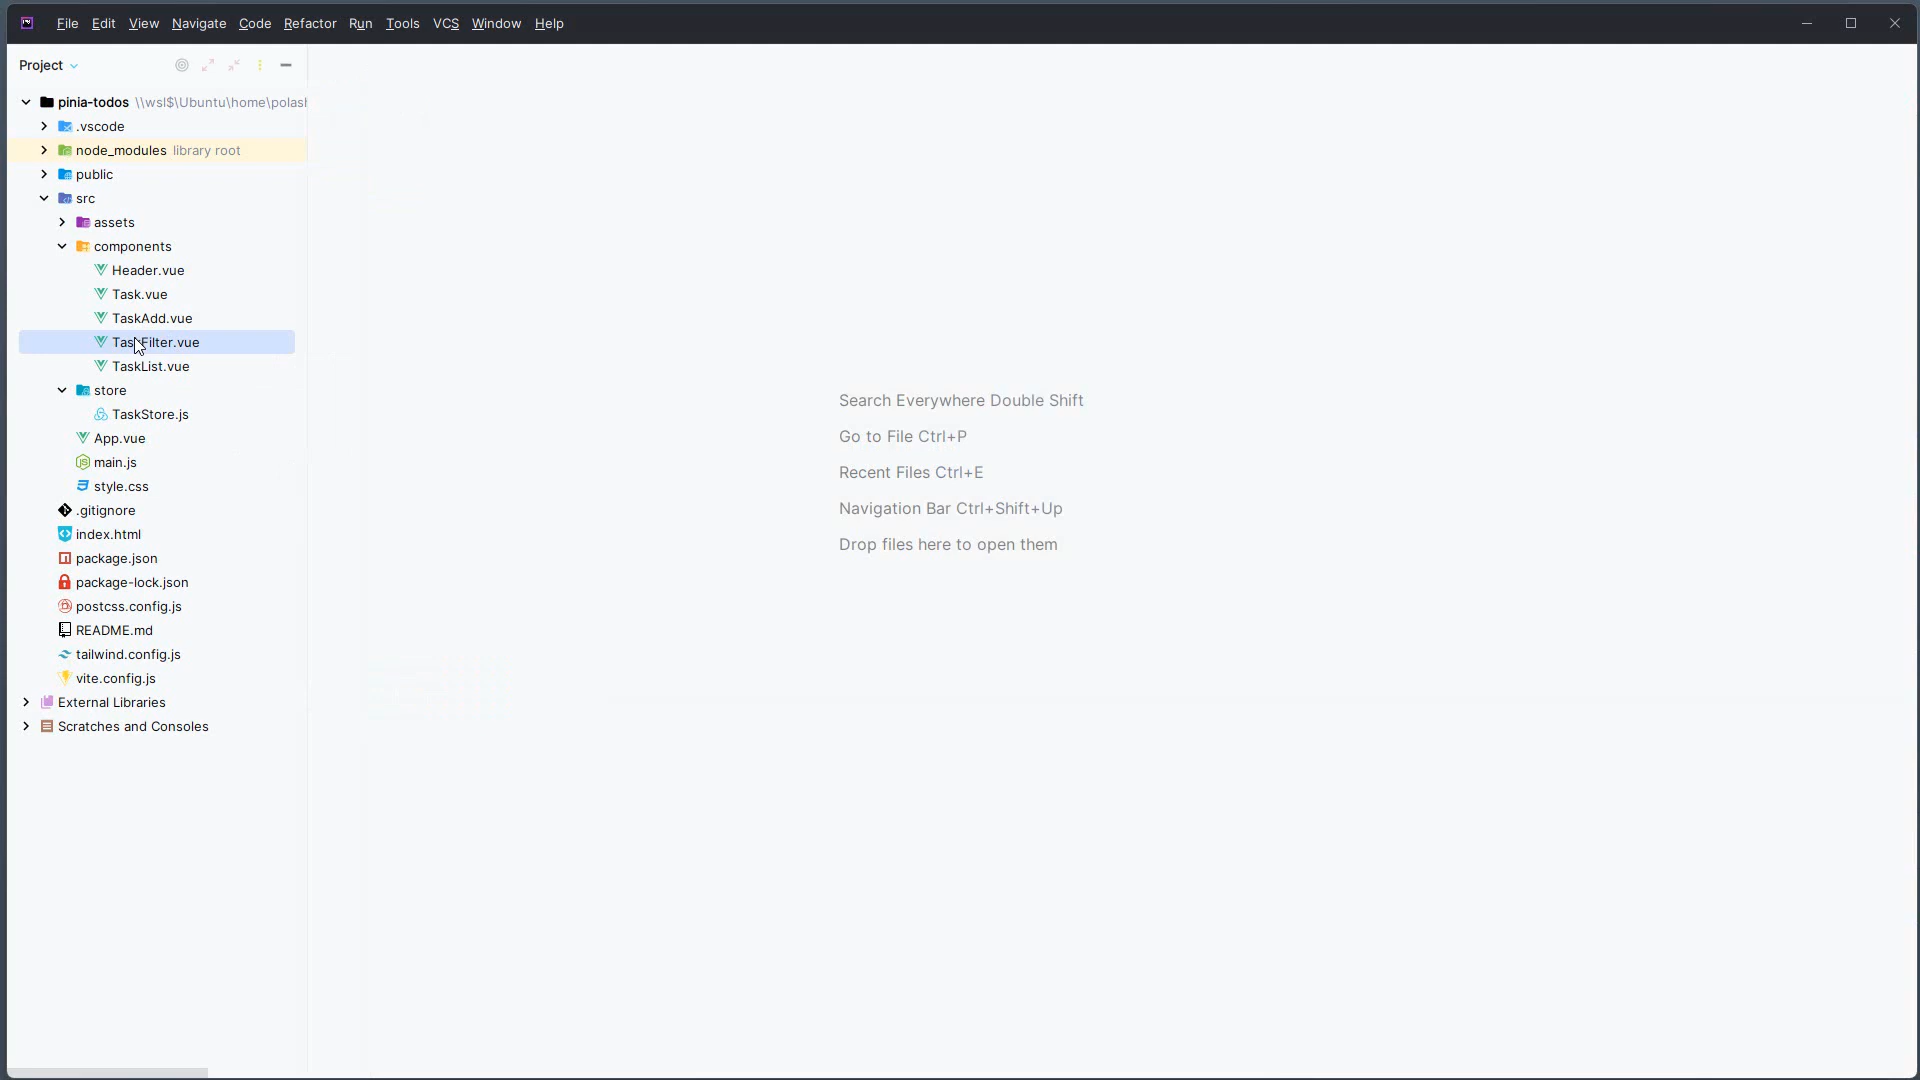 File Edit View Navigate Code Refactor Run Tools VCS Window Help
Project
pinia-todos \\wsl$\Ubuntu\home\polash
.vscode
node_modules library root
public
src
assets
components
Header.vue
Task.vue
TaskAdd.vue
TaskFilter.vue
TaskList.vue
store
TaskStore.js
App.vue
main.js
style.css
.gitignore
index.html
package.json
package-lock.json
postcss.config.js
README.md
tailwind.config.js
vite.config.js
External Libraries
Scratches and Consoles
Search Everywhere Double Shift
Go to File Ctrl+P
Recent Files Ctrl+E
Navigation Bar Ctrl+Shift+Up
Drop files here to open them